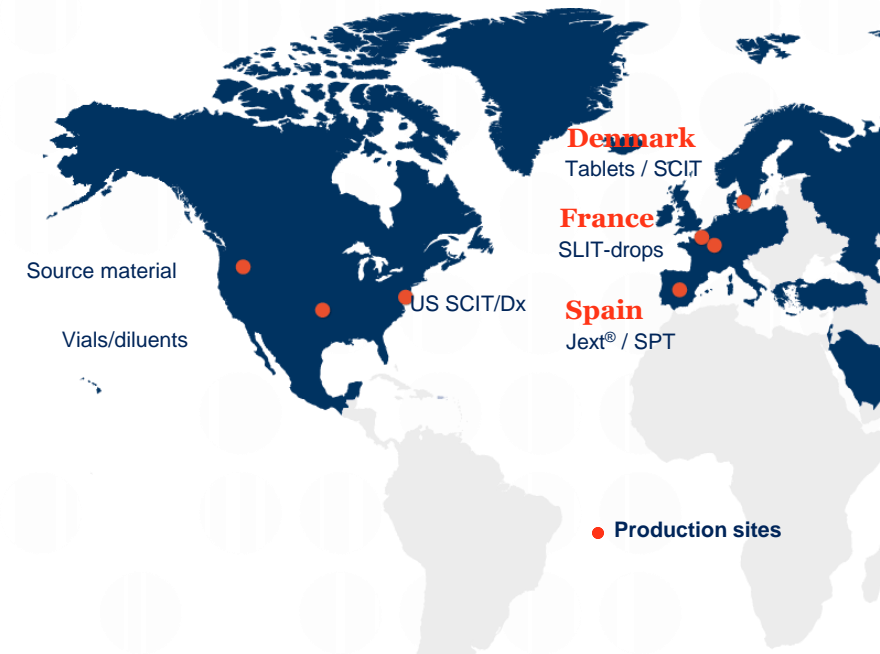 Denmark
Tablets / SCIT
France
SLIT-drops
Source material
US SCIT/Dx
Spain
Vials/diluents
Jext® / SPT
Production sites